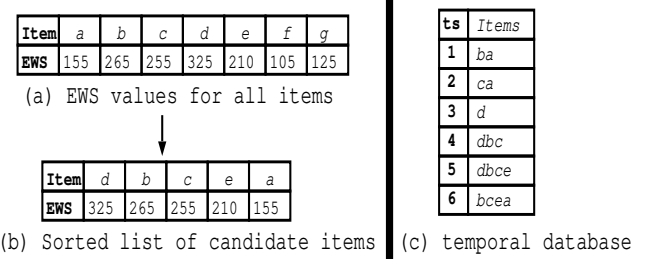 Item a b c d e f g
EWS 155 265 255 325 210 105 125
(a) EWS values for all items
Item d b c e a
EWS 325 265 255 210 155
(b) Sorted list of candidate items
ts Items
1 ba
2 ca
3 d
4 dbc
5 dbce
6 bcea
(c) temporal database